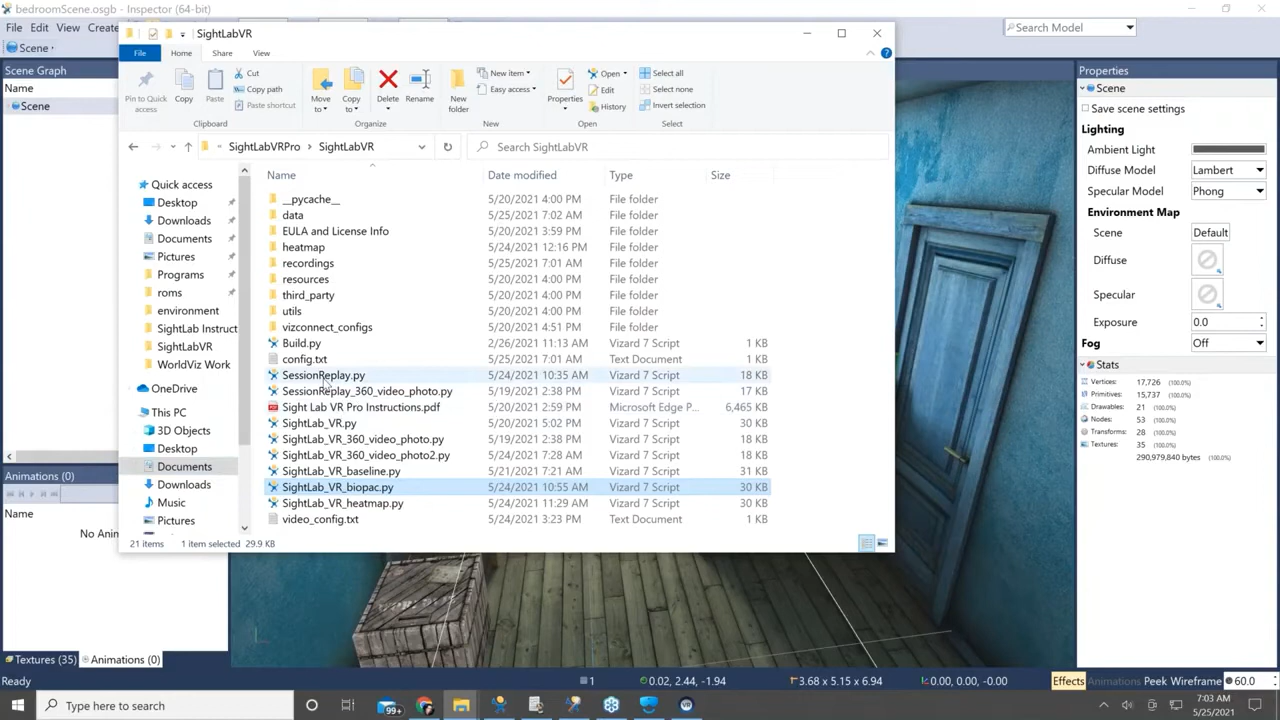 bedroomScene.osgb - Inspector (64-bit)
File Edit View Create
Search Model
Scene
Scene Graph
Name
Scene
SightLabVR
File Home Share View
Pin to Quick access
Copy
Paste
Cut
Copy path
Paste shortcut
Clipboard
Move to
Copy to
Delete
Rename
Organize
New folder
New item
Easy access
New
Properties
Open
Edit
History
Open
Select all
Select none
Invert selection
Select
« SightLabVRPro › SightLabVR
Search SightLabVR
Name Date modified Type Size
Quick access
Desktop
Downloads
Documents
Pictures
Programs
roms
environment
SightLab Instruct
SightLabVR
WorldViz Work
OneDrive
This PC
3D Objects
Desktop
Documents
Downloads
Music
Pictures
__pycache__ 5/20/2021 4:00 PM File folder
data 5/25/2021 7:02 AM File folder
EULA and License Info 5/20/2021 3:59 PM File folder
heatmap 5/24/2021 12:16 PM File folder
recordings 5/25/2021 7:01 AM File folder
resources 5/20/2021 4:00 PM File folder
third_party 5/20/2021 4:00 PM File folder
utils 5/20/2021 4:00 PM File folder
vizconnect_configs 5/20/2021 4:51 PM File folder
Build.py 2/26/2021 11:13 AM Vizard 7 Script 1 KB
config.txt 5/25/2021 7:01 AM Text Document 1 KB
SessionReplay.py 5/24/2021 10:35 AM Vizard 7 Script 18 KB
SessionReplay_360_video_photo.py 5/19/2021 2:38 PM Vizard 7 Script 17 KB
Sight Lab VR Pro Instructions.pdf 5/20/2021 2:59 PM Microsoft Edge P... 6,465 KB
SightLab_VR.py 5/20/2021 5:02 PM Vizard 7 Script 30 KB
SightLab_VR_360_video_photo.py 5/19/2021 2:38 PM Vizard 7 Script 18 KB
SightLab_VR_360_video_photo2.py 5/24/2021 7:28 AM Vizard 7 Script 18 KB
SightLab_VR_baseline.py 5/21/2021 7:21 AM Vizard 7 Script 31 KB
SightLab_VR_biopac.py 5/24/2021 10:55 AM Vizard 7 Script 30 KB
SightLab_VR_heatmap.py 5/24/2021 11:29 AM Vizard 7 Script 30 KB
video_config.txt 5/24/2021 3:23 PM Text Document 1 KB
21 items 1 item selected 29.9 KB
Animations (0)
Name
No Ani
Textures (35) Animations (0)
Properties
Scene
Save scene settings
Lighting
Ambient Light
Diffuse Model Lambert
Specular Model Phong
Environment Map
Scene Default
Diffuse
Specular
Exposure 0.0
Fog Off
Stats
Vertices: 17,726 (100.0%)
Primitives: 15,737 (100.0%)
Drawables: 21 (100.0%)
Nodes: 53 (100.0%)
Transforms: 28 (100.0%)
Textures: 35 (100.0%)
290,979,840 bytes (100.0%)
Ready
1 0.02, 2.44, -1.94 3.68 x 5.15 x 6.94 0.00, 0.00, -0.00 Effects Animations Peek Wireframe 60.0
Type here to search
99+
7:03 AM
5/25/2021